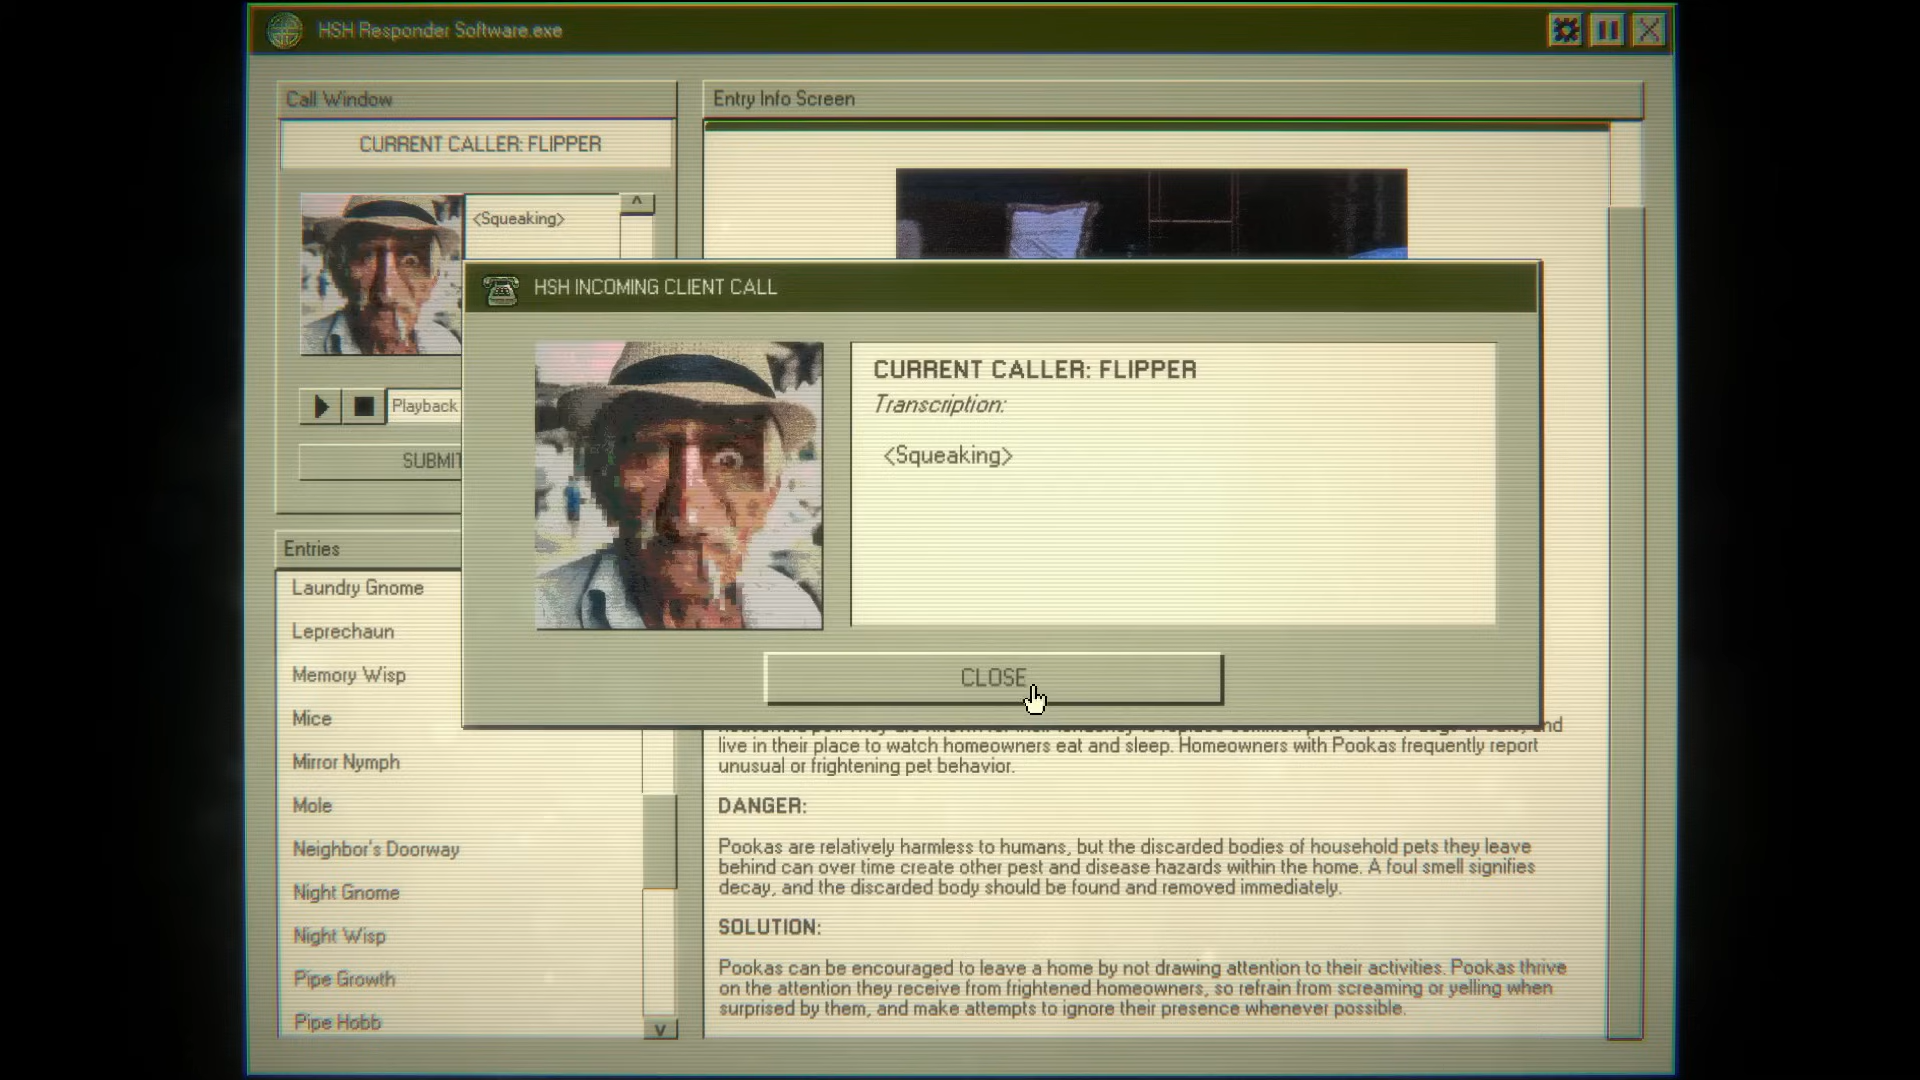 HSH Responder Software.exe
Call Window
CURRENT CALLER: FLIPPER
<Squeaking>
^
Playback
SUBMIT
Entries
Laundry Gnome
Leprechaun
Memory Wisp
Mice
Mirror Nymph
Mole
Neighbor's Doorway
Night Gnome
Night Wisp
Pipe Growth
Pipe Hobb
v
Entry Info Screen
HSH INCOMING CLIENT CALL
CURRENT CALLER: FLIPPER
Transcription:
<Squeaking>
CLOSE
live in their place to watch homeowners eat and sleep. Homeowners with Pookas frequently report
unusual or frightening pet behavior.
DANGER:
Pookas are relatively harmless to humans, but the discarded bodies of household pets they leave
behind can over time create other pest and disease hazards within the home. A foul smell signifies
decay, and the discarded body should be found and removed immediately.
SOLUTION:
Pookas can be encouraged to leave a home by not drawing attention to their activities. Pookas thrive
on the attention they receive from frightened homeowners, so refrain from screaming or yelling when
surprised by them, and make attempts to ignore their presence whenever possible.